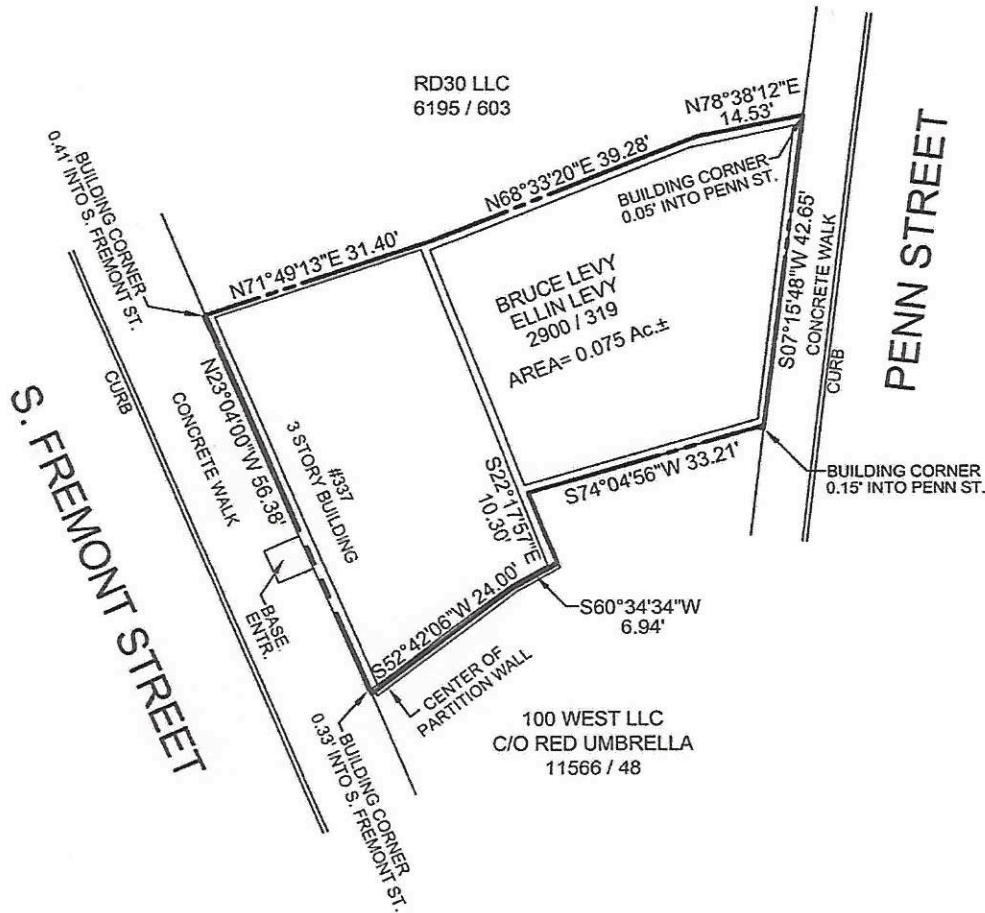 RD30 LLC
6195 / 603
N78°38'12"E
14.53'
N68°33'20"E 39.28'
N71°49'13"E 31.40'
BUILDING CORNER
0.41' INTO S. FREMONT ST.
BUILDING CORNER
0.05' INTO PENN ST.
BRUCE LEVY
ELLIN LEVY
2900 / 319
AREA= 0.075 Ac.±
S07°15'48"W 42.65'
CONCRETE WALK
CURB
PENN STREET
CURB
CONCRETE WALK
N23°04'00"W 56.38'
#337
3 STORY BUILDING
S. FREMONT STREET
BASE.
ENTR.
S22°17'57"E
10.30'
S74°04'56"W 33.21'
BUILDING CORNER
0.15' INTO PENN ST.
S60°34'34"W
6.94'
S52°42'06"W 24.00'
CENTER OF
PARTITION WALL
BUILDING CORNER
0.33' INTO S. FREMONT ST.
100 WEST LLC
C/O RED UMBRELLA
11566 / 48